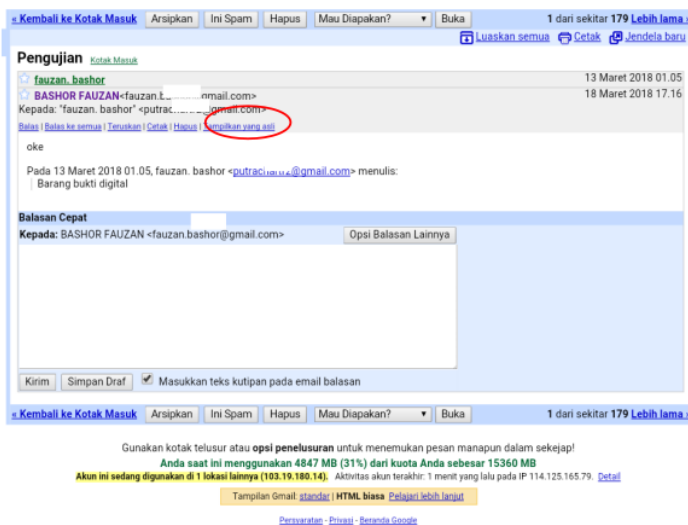 « Kembali ke Kotak Masuk Arsipkan Ini Spam Hapus Mau Diapakan? Buka 1 dari sekitar 179 Lebih lama ›
Luaskan semua Cetak Jendela baru
Pengujian Kotak Masuk
fauzan. bashor 13 Maret 2018 01.05
BASHOR FAUZAN <fauzan. gmail.com> 18 Maret 2018 17.16
Kepada: "fauzan. bashor" < gmail.com>
Balas | Balas ke semua | Teruskan | Cetak | Hapus | Tampilkan yang asli
oke
Pada 13 Maret 2018 01.05, fauzan. bashor < @gmail.com> menulis:
Barang bukti digital
Balasan Cepat
Kepada: BASHOR FAUZAN <fauzan.bashor@gmail.com> Opsi Balasan Lainnya
Kirim Simpan Draf Masukkan teks kutipan pada email balasan
« Kembali ke Kotak Masuk Arsipkan Ini Spam Hapus Mau Diapakan? Buka 1 dari sekitar 179 Lebih lama ›
Gunakan kotak telusur atau opsi penelusuran untuk menemukan pesan manapun dalam sekejap!
Anda saat ini menggunakan 4847 MB (31%) dari kuota Anda sebesar 15360 MB
Akun ini sedang digunakan di 1 lokasi lainnya (103.19.180.14). Aktivitas akun terakhir: 1 menit yang lalu pada IP 114.125.165.79. Detail
Tampilan Gmail: standar | HTML biasa Pelajari lebih lanjut
Persyaratan - Privasi - Beranda Google